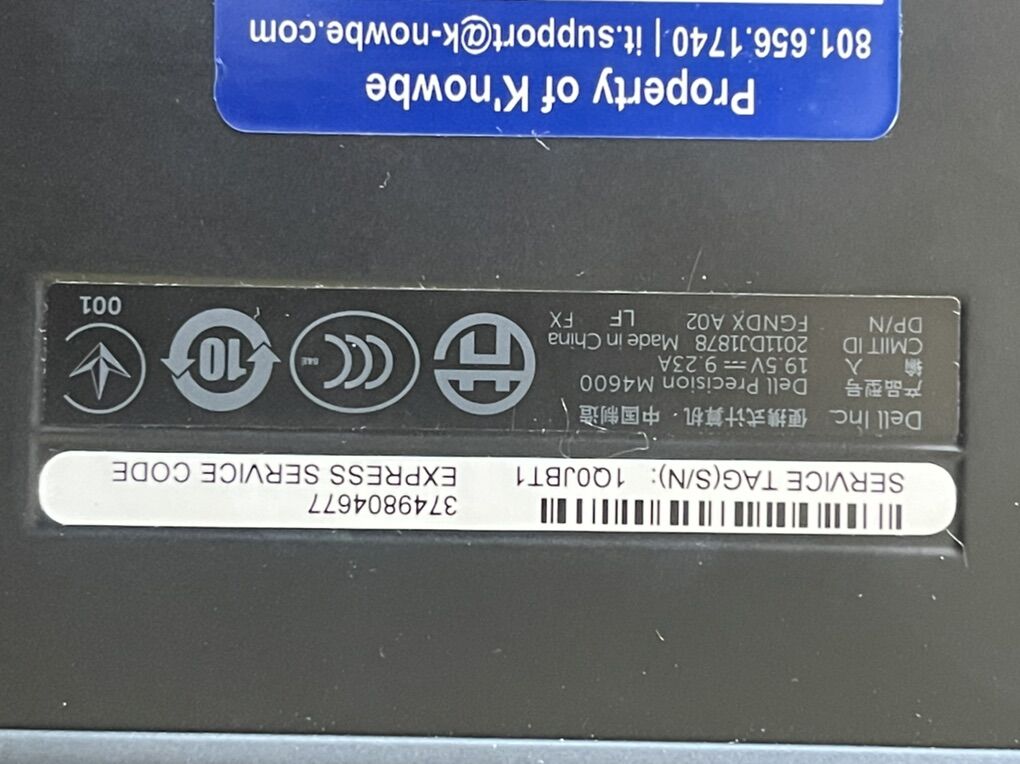 3749804677
SERVICE TAG(S/N): 1Q0JBT1 EXPRESS SERVICE CODE
Dell Inc. 便携式计算机 · 中国制造
产品型号 Dell Precision M4600
输 入 19.5V ⎓ 9.23A
CMIIT ID 2011DJ1878 Made in China
DP/N FGNDX A02 LF FX
CCC S&E
10
001
Property of K'nowbe
801.656.1740 | it.support@k-nowbe.com